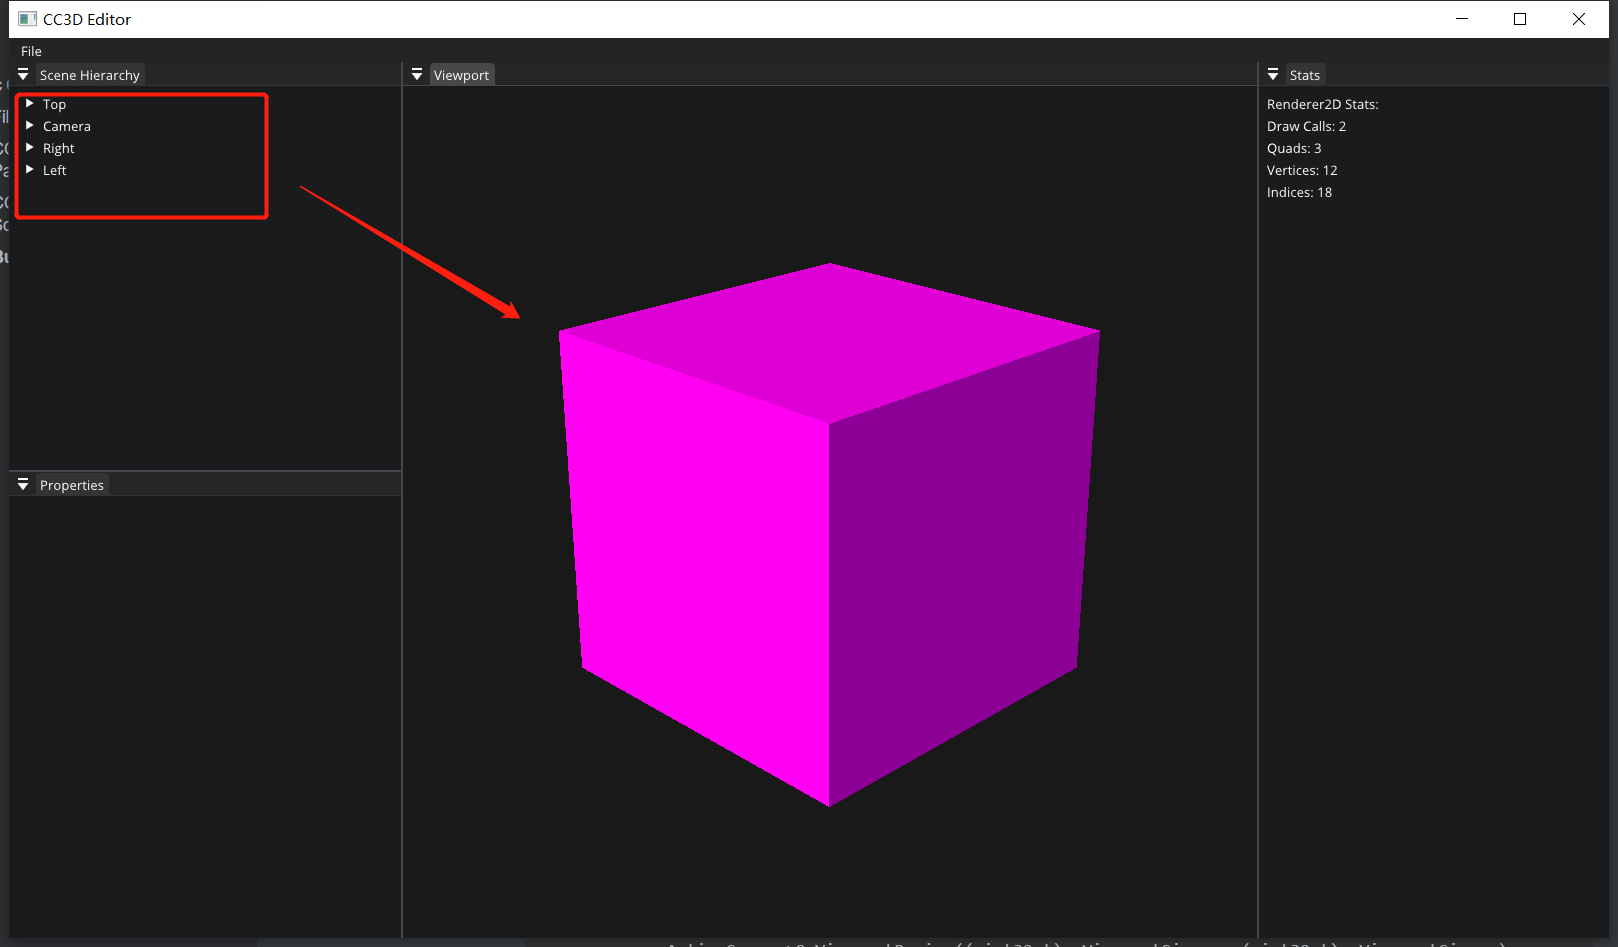 CC3D Editor
File
Scene Hierarchy
Top
Camera
Right
Left
Properties
Viewport
Stats
Renderer2D Stats:
Draw Calls: 2
Quads: 3
Vertices: 12
Indices: 18